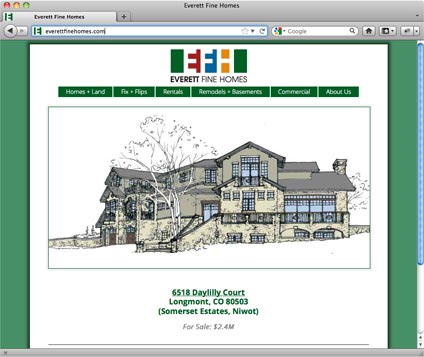 Everett Fine Homes
Everett Fine Homes
everettfinehomes.com
Google
EFH
EVERETT FINE HOMES
Homes + Land Fix + Flips Rentals Remodels + Basements Commercial About Us
6518 Daylilly Court
Longmont, CO 80503
(Somerset Estates, Niwot)
For Sale: $2.4M